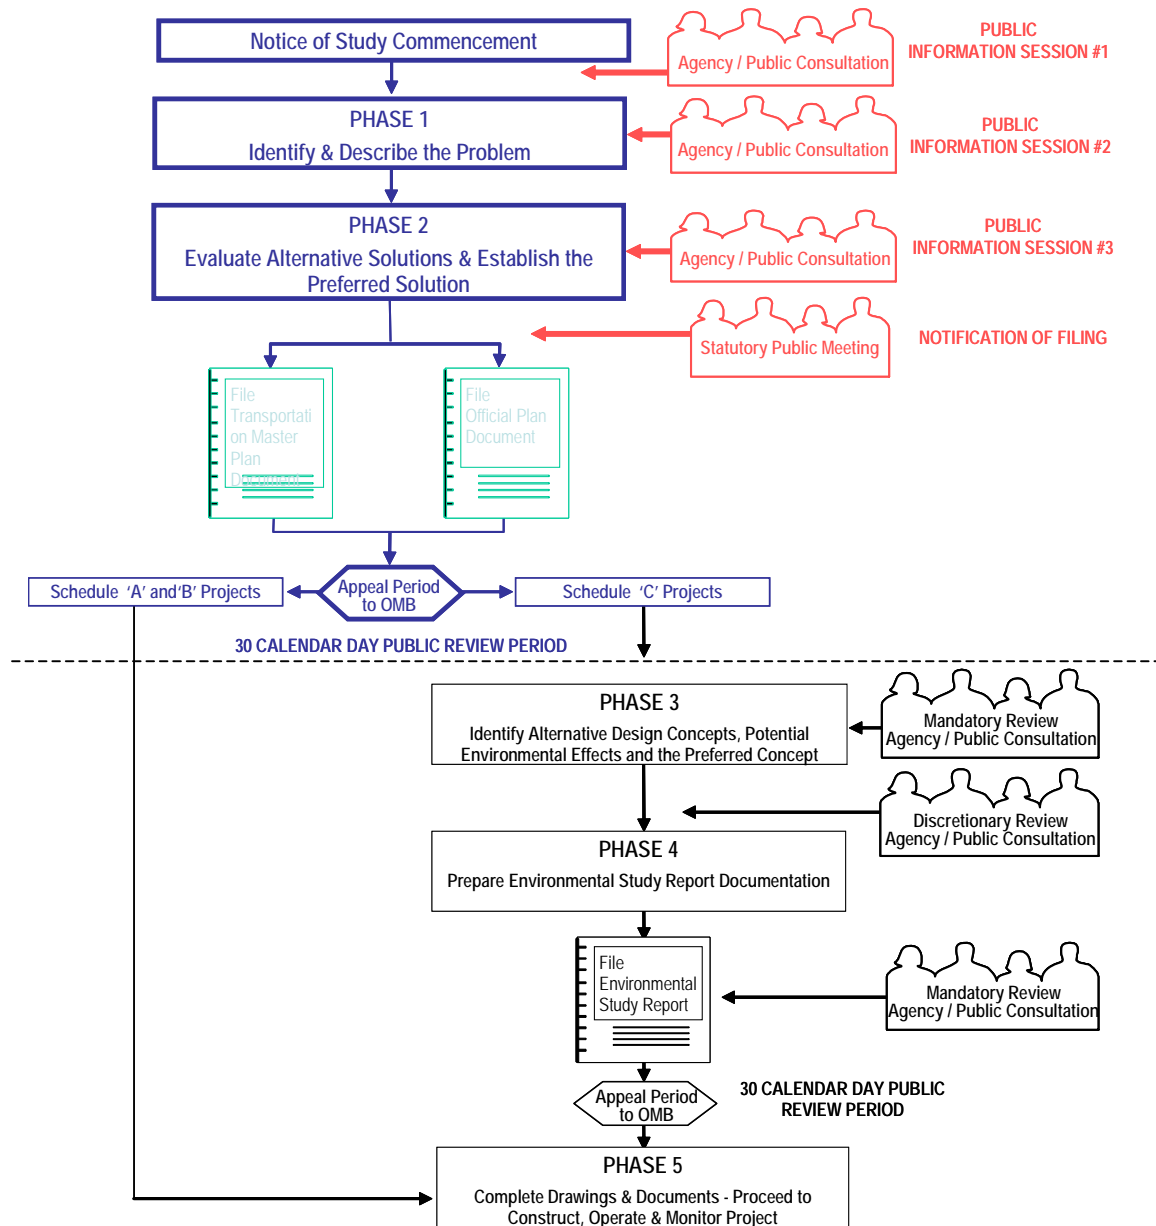 Notice of Study Commencement
Agency / Public Consultation
PUBLIC
INFORMATION SESSION #1
PHASE 1
Identify & Describe the Problem
Agency / Public Consultation
PUBLIC
INFORMATION SESSION #2
PHASE 2
Evaluate Alternative Solutions & Establish the
Preferred Solution
Agency / Public Consultation
PUBLIC
INFORMATION SESSION #3
Statutory Public Meeting
NOTIFICATION OF FILING
File
Transportati
on Master
Plan
Document
File
Official Plan
Document
Schedule 'A' and'B' Projects
Appeal Period
to OMB
Schedule 'C' Projects
30 CALENDAR DAY PUBLIC REVIEW PERIOD
PHASE 3
Identify Alternative Design Concepts, Potential
Environmental Effects and the Preferred Concept
Mandatory Review
Agency / Public Consultation
Discretionary Review
Agency / Public Consultation
PHASE 4
Prepare Environmental Study Report Documentation
File
Environmental
Study Report
Mandatory Review
Agency / Public Consultation
Appeal Period
to OMB
30 CALENDAR DAY PUBLIC
REVIEW PERIOD
PHASE 5
Complete Drawings & Documents - Proceed to
Construct, Operate & Monitor Project